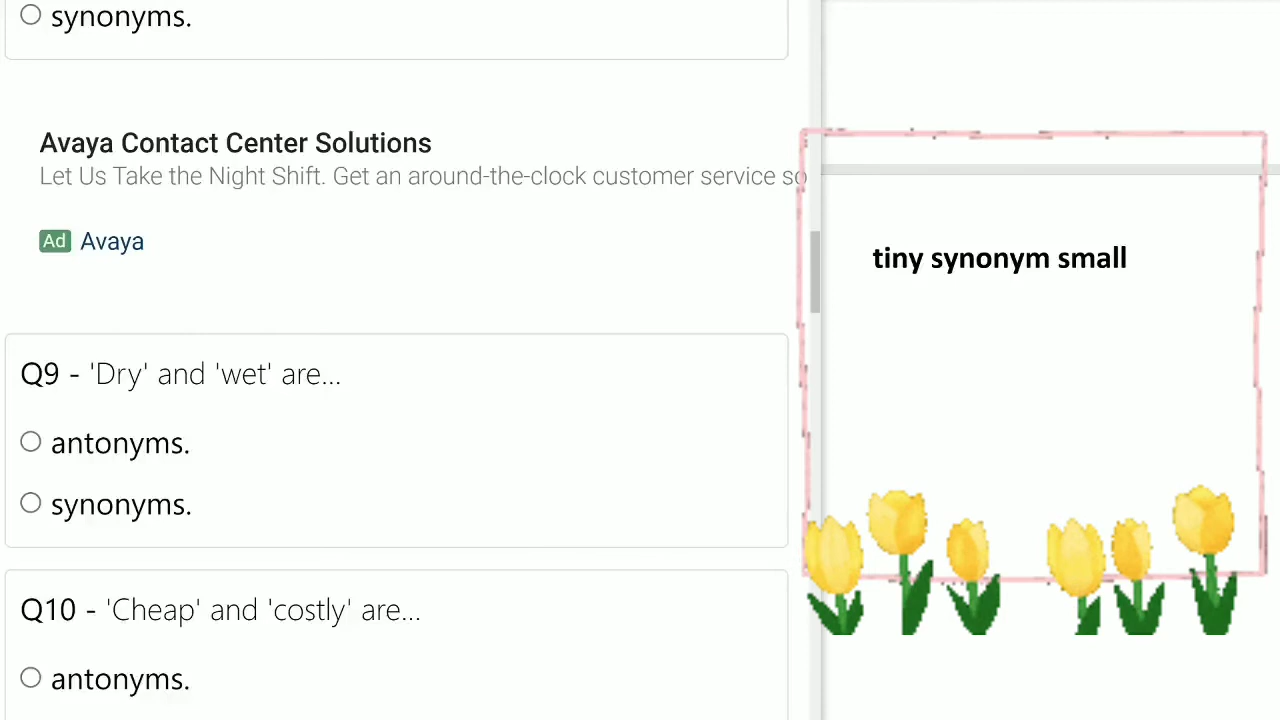 synonyms.
Avaya Contact Center Solutions
Let Us Take the Night Shift. Get an around-the-clock customer service so
Ad Avaya
tiny synonym small
Q9 - 'Dry' and 'wet' are...
antonyms.
synonyms.
Q10 - 'Cheap' and 'costly' are...
antonyms.